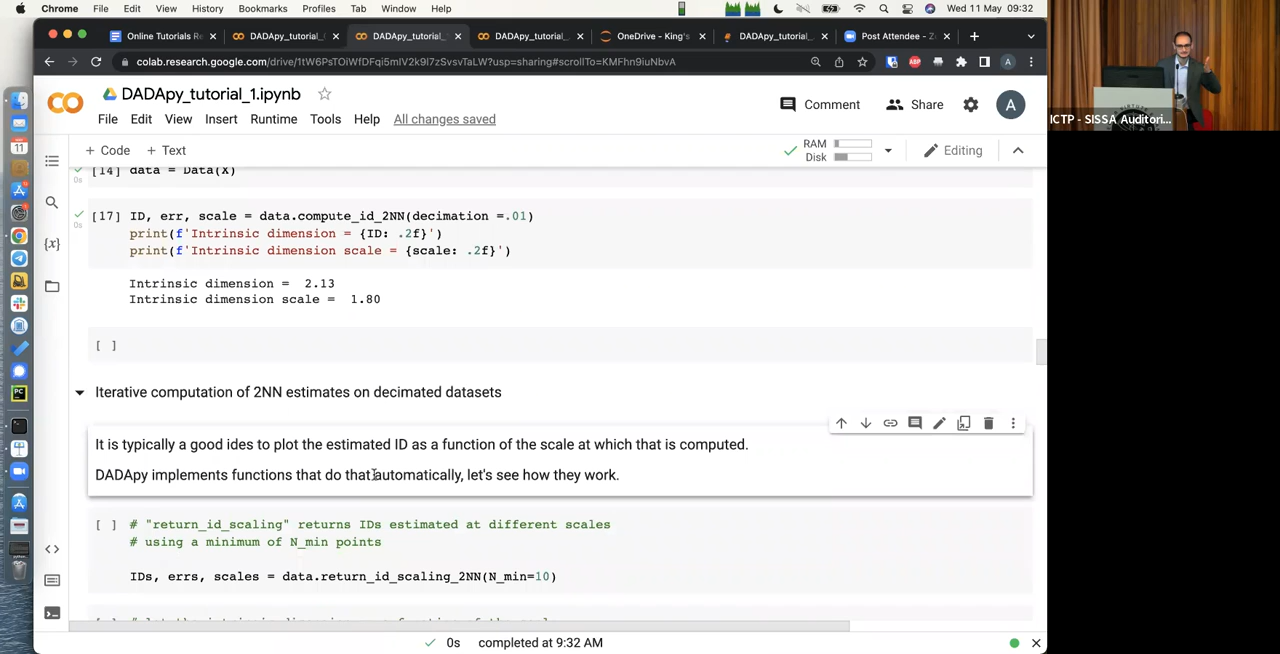 Chrome File Edit View History Bookmarks Profiles Tab Window Help Wed 11 May 09:32
Online Tutorials R DADApy_tutorial_ DADApy_tutorial_ DADApy_tutorial_ OneDrive - King's DADApy_tutorial_ Post Attendee - Z
colab.research.google.com/drive/1tW6PsTOiWfDFqi5mIV2k9l7zSvsvTaLW?usp=sharing#scrollTo=KMFhn9iuNbvA
ABP
A
DADApy_tutorial_1.ipynb
Comment Share A
File Edit View Insert Runtime Tools Help All changes saved
+ Code + Text RAM Disk Editing
[14] data = Data(X)
0s
[17] ID, err, scale = data.compute_id_2NN(decimation =.01)
0s
print(f'Intrinsic dimension = {ID: .2f}')
print(f'Intrinsic dimension scale = {scale: .2f}')
Intrinsic dimension = 2.13
Intrinsic dimension scale = 1.80
[ ]
Iterative computation of 2NN estimates on decimated datasets
It is typically a good ides to plot the estimated ID as a function of the scale at which that is computed.
DADApy implements functions that do that automatically, let's see how they work.
[ ] # "return_id_scaling" returns IDs estimated at different scales
# using a minimum of N_min points
IDs, errs, scales = data.return_id_scaling_2NN(N_min=10)
0s completed at 9:32 AM
ICTP - SISSA Auditori...